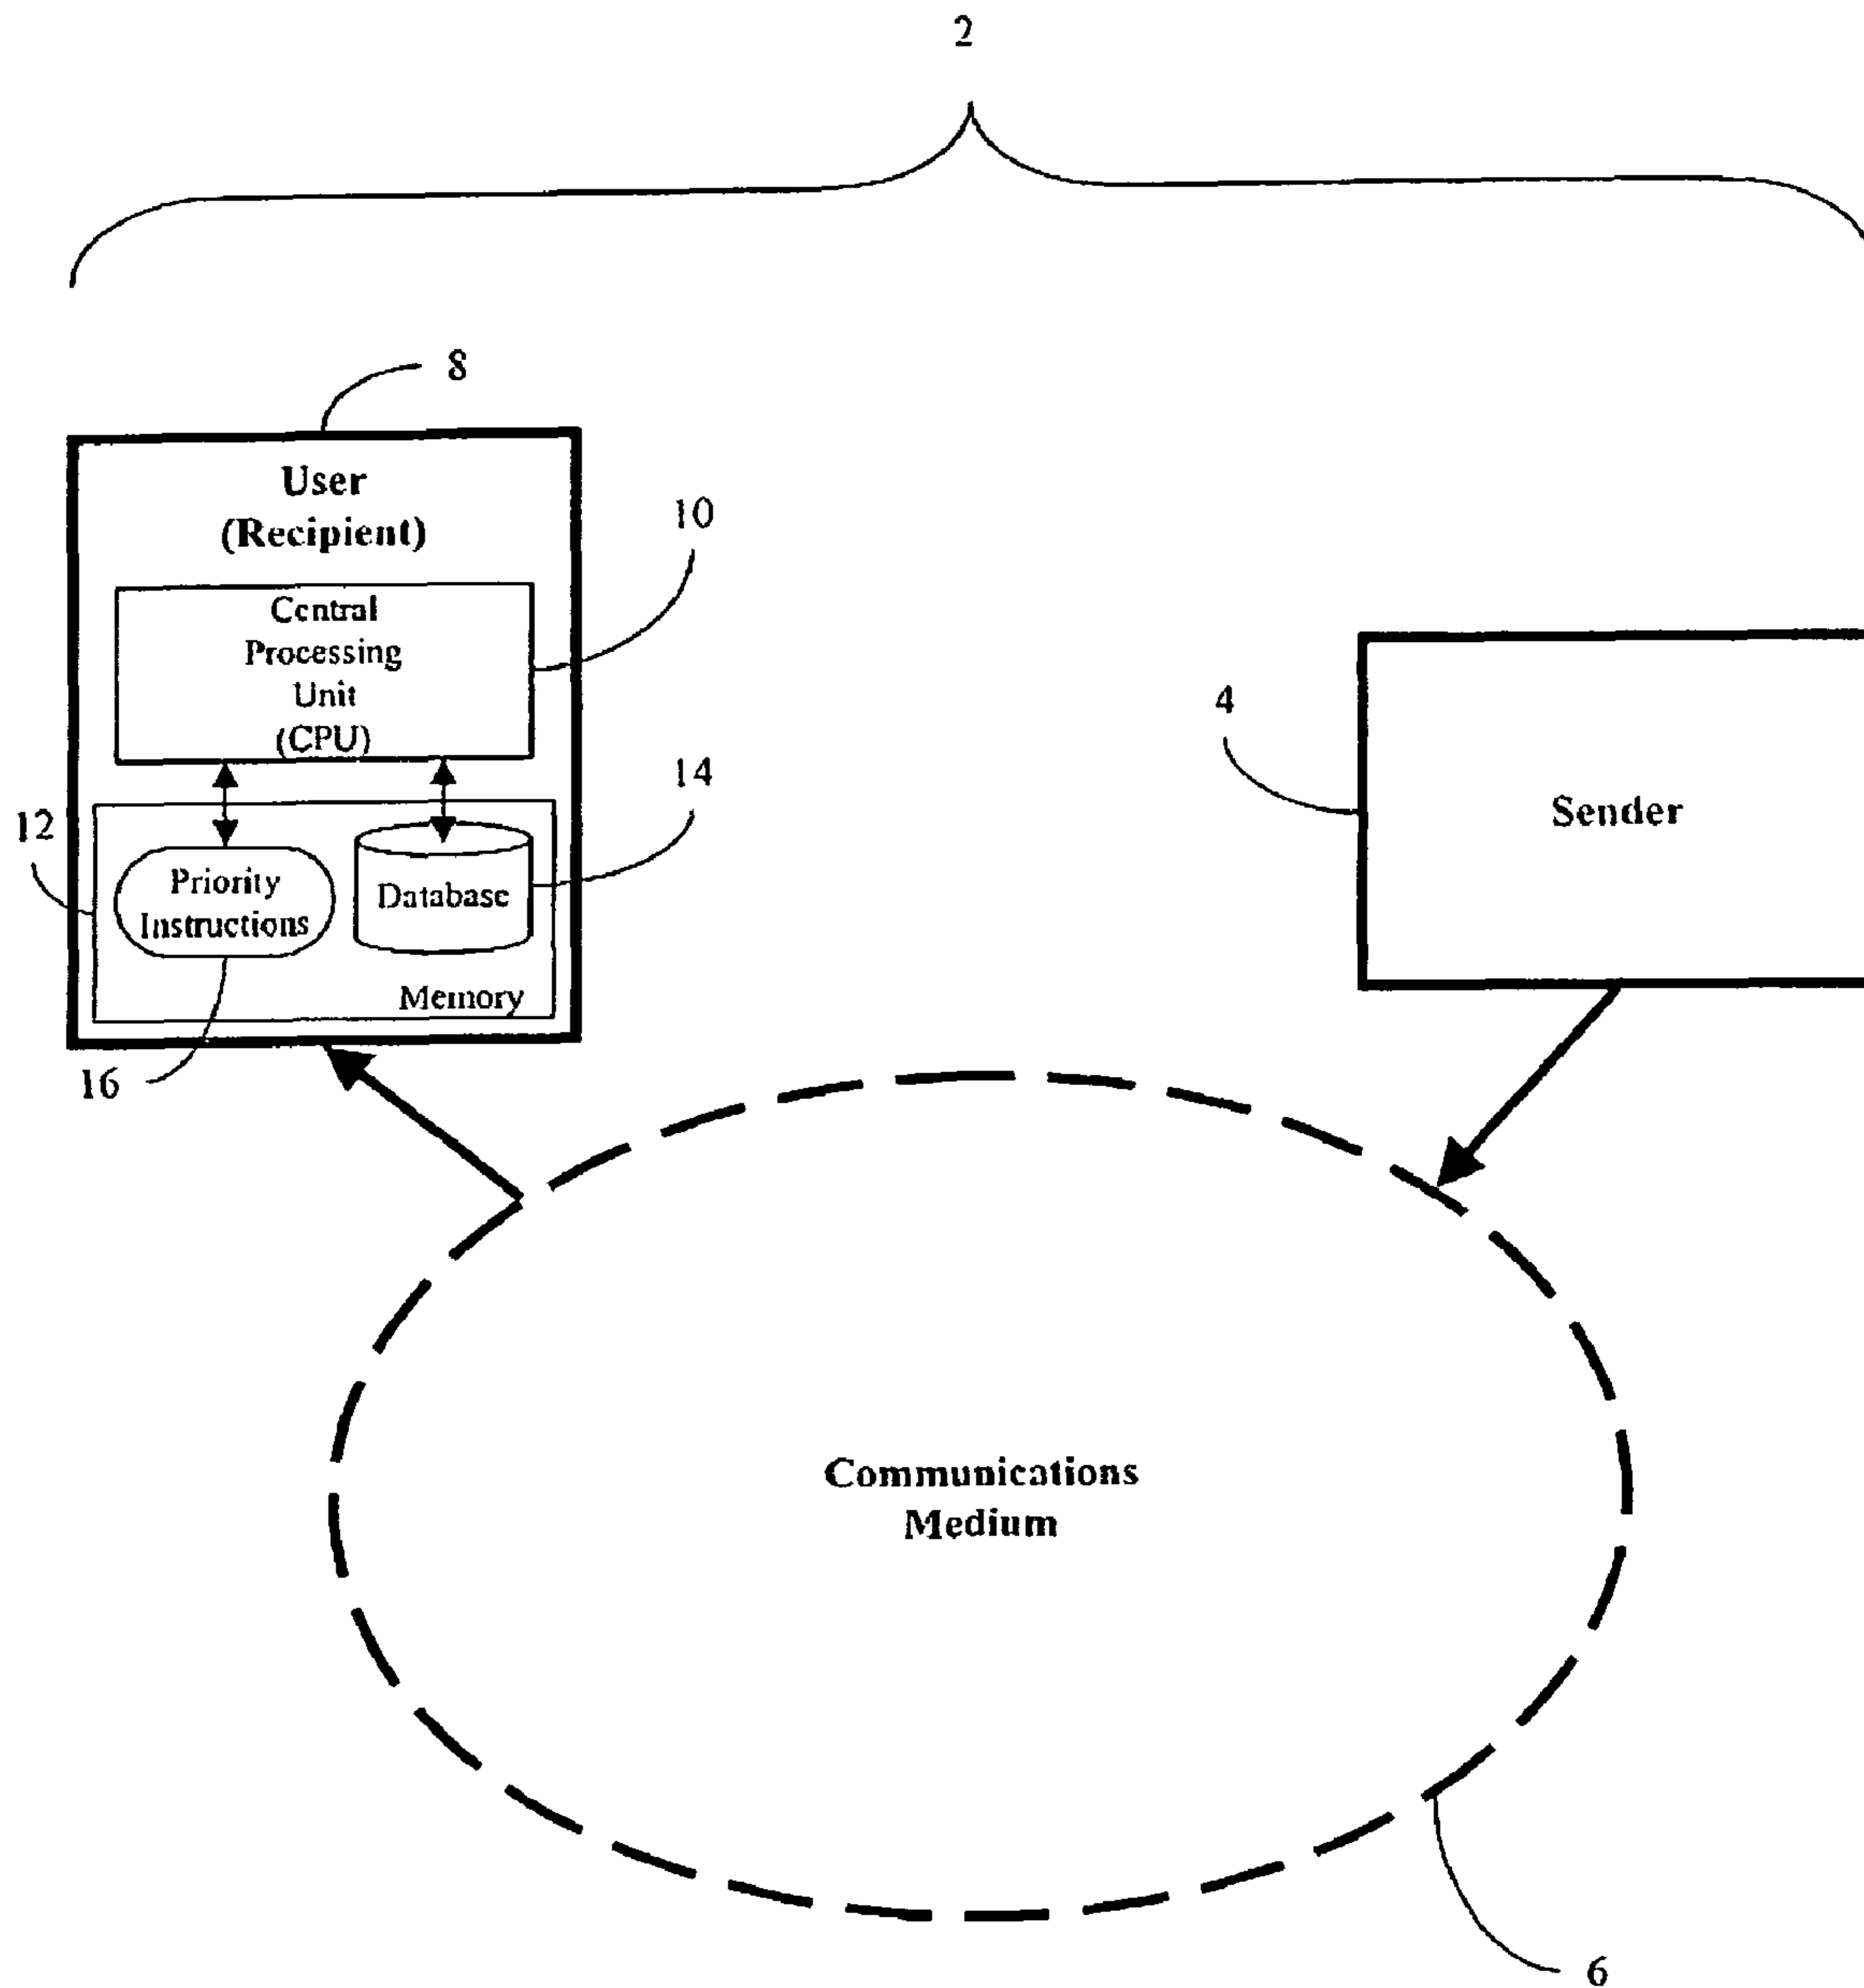 2
8
User
(Recipient)
10
Central
Processing
Unit
(CPU)
4
Sender
14
12
Priority
Instructions
Database
Memory
16
Communications
Medium
6